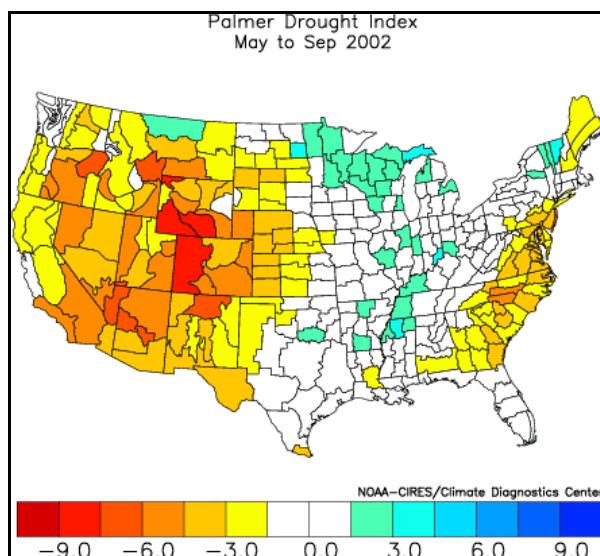 Palmer Drought Index
May to Sep 2002
NOAA-CIRES/Climate Diagnostics Center
-9.0 -6.0 -3.0 0.0 3.0 6.0 9.0